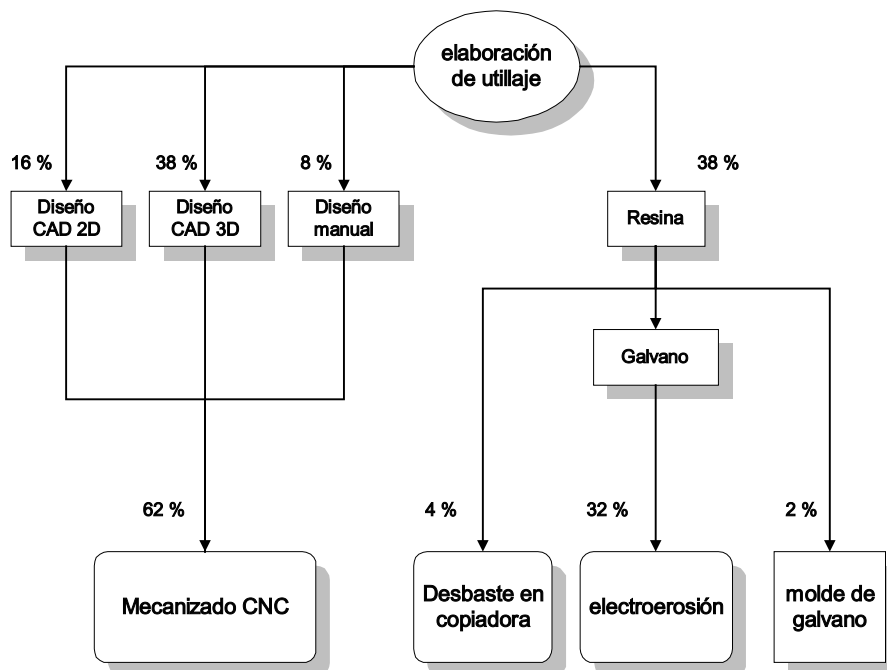 elaboración
de utillaje
16 %
38 %
8 %
38 %
Diseño
CAD 2D
Diseño
CAD 3D
Diseño
manual
Resina
Galvano
62 %
4 %
32 %
2 %
Mecanizado CNC
Desbaste en
copiadora
electroerosión
molde de
galvano